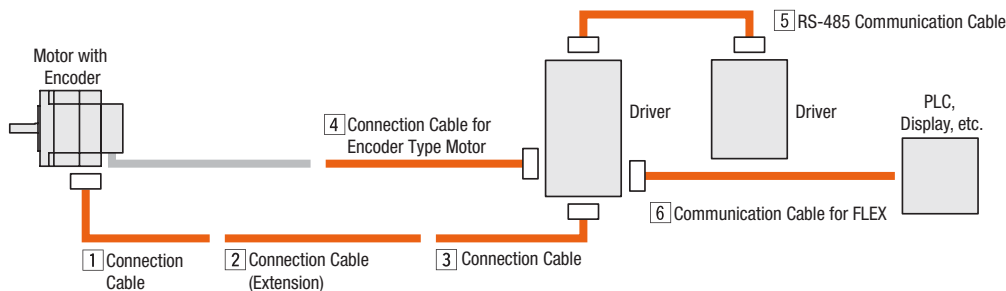 5 RS-485 Communication Cable
Motor with
Encoder
Driver
Driver
PLC,
Display, etc.
4 Connection Cable for
Encoder Type Motor
6 Communication Cable for FLEX
1 Connection
Cable
2 Connection Cable
(Extension)
3 Connection Cable